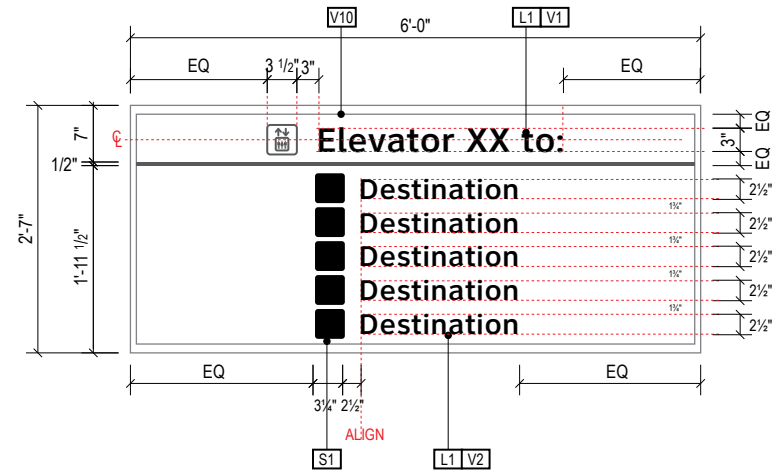 V10
L1 V1
6'-0"
EQ 3 1/2" 3" EQ
7"
℄
Elevator XX to:
EQ
3"
EQ
1/2"
2'-7"
1'-11 1/2"
Destination
2½"
1¾"
Destination
2½"
1¾"
Destination
2½"
1¾"
Destination
2½"
1¾"
Destination
2½"
EQ
3¼" 2½"
EQ
ALIGN
S1
L1 V2